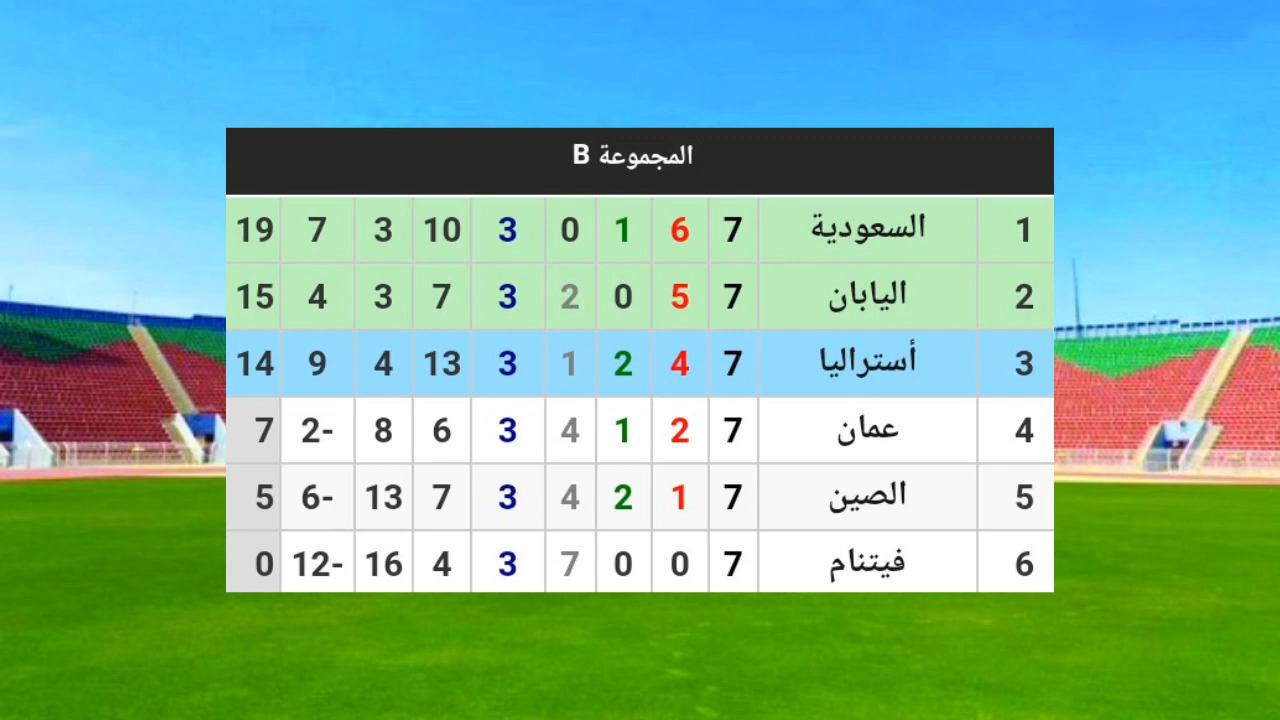 المجموعة B
1 السعودية 7 6 1 0 3 10 3 7 19
2 اليابان 7 5 0 2 3 7 3 4 15
3 أستراليا 7 4 2 1 3 13 4 9 14
4 عمان 7 2 1 4 3 6 8 2- 7
5 الصين 7 1 2 4 3 7 13 6- 5
6 فيتنام 7 0 0 7 3 4 16 12- 0